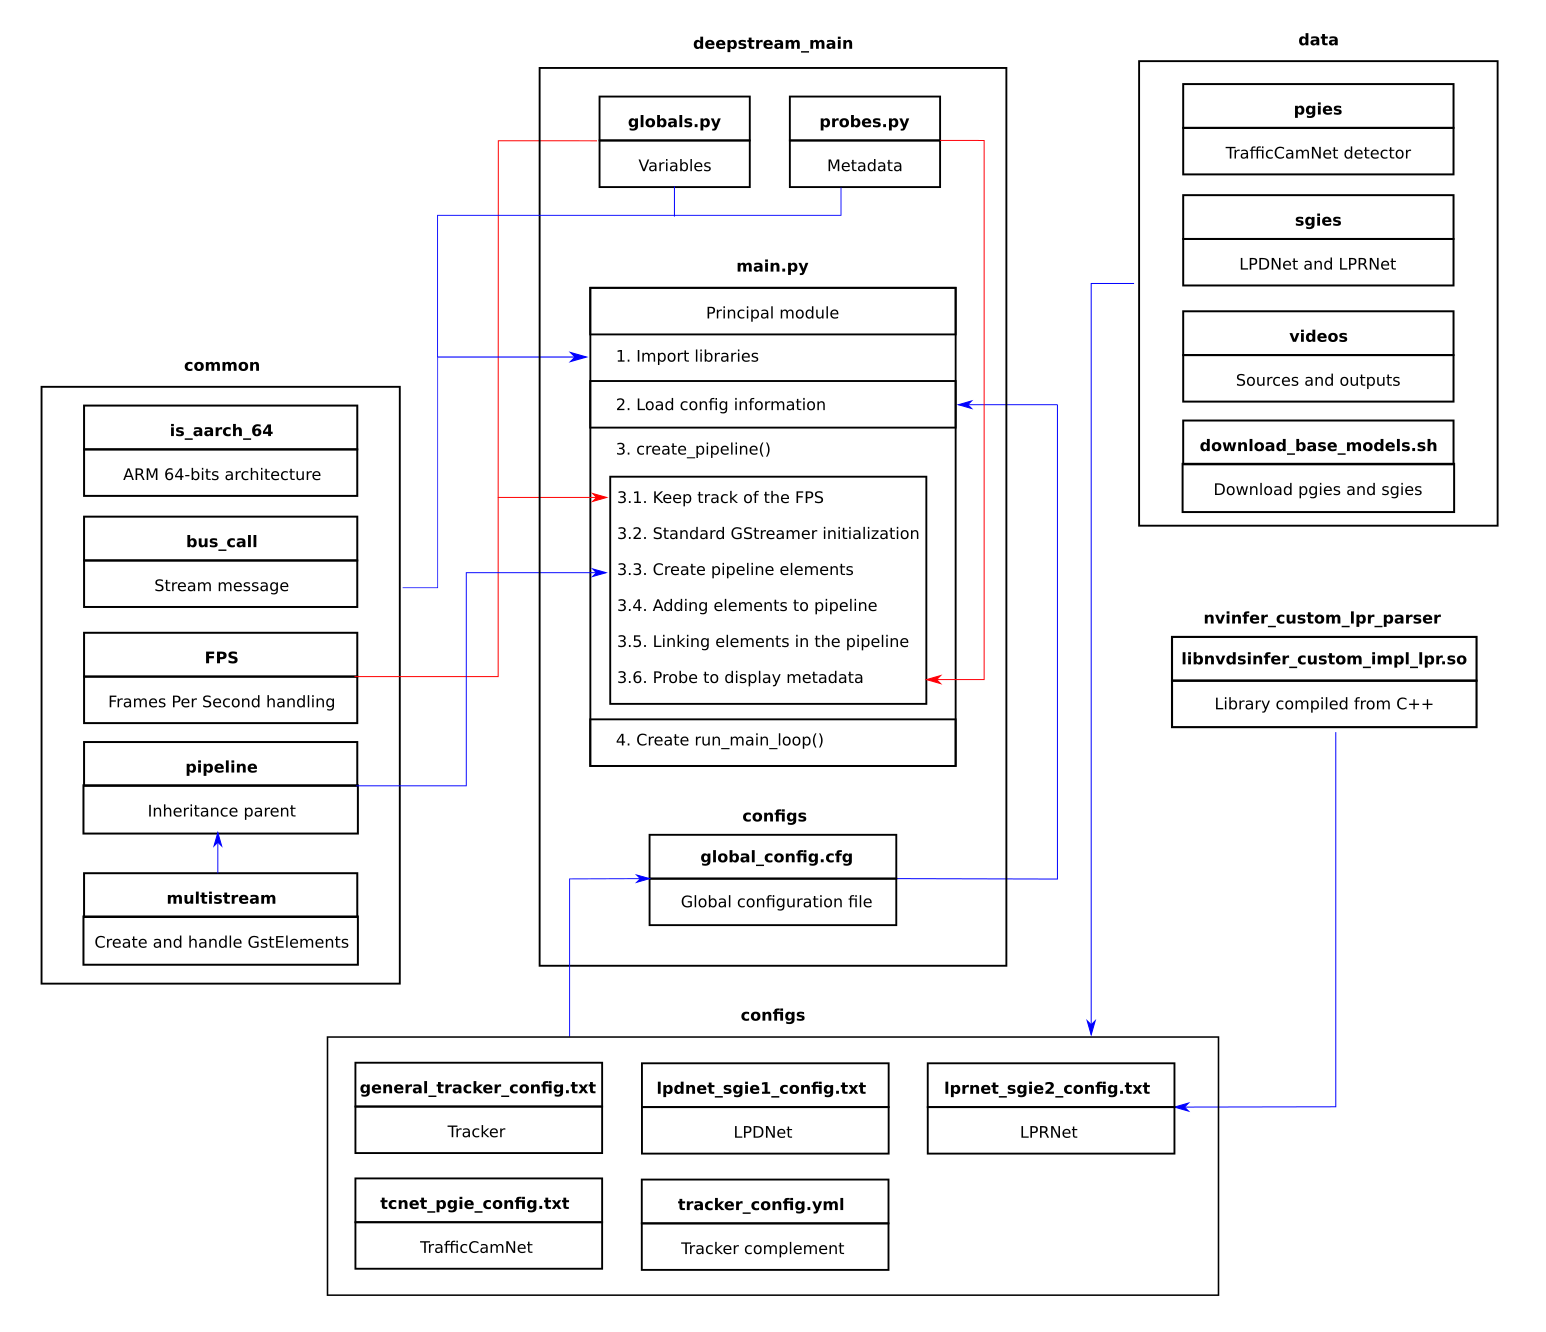 deepstream_main
globals.py
Variables
probes.py
Metadata
main.py
Principal module
1. Import libraries
2. Load config information
3. create_pipeline()
3.1. Keep track of the FPS
3.2. Standard GStreamer initialization
3.3. Create pipeline elements
3.4. Adding elements to pipeline
3.5. Linking elements in the pipeline
3.6. Probe to display metadata
4. Create run_main_loop()
configs
global_config.cfg
Global configuration file
common
is_aarch_64
ARM 64-bits architecture
bus_call
Stream message
FPS
Frames Per Second handling
pipeline
Inheritance parent
multistream
Create and handle GstElements
data
pgies
TrafficCamNet detector
sgies
LPDNet and LPRNet
videos
Sources and outputs
download_base_models.sh
Download pgies and sgies
nvinfer_custom_lpr_parser
libnvdsinfer_custom_impl_lpr.so
Library compiled from C++
configs
general_tracker_config.txt
Tracker
lpdnet_sgie1_config.txt
LPDNet
lprnet_sgie2_config.txt
LPRNet
tcnet_pgie_config.txt
TrafficCamNet
tracker_config.yml
Tracker complement